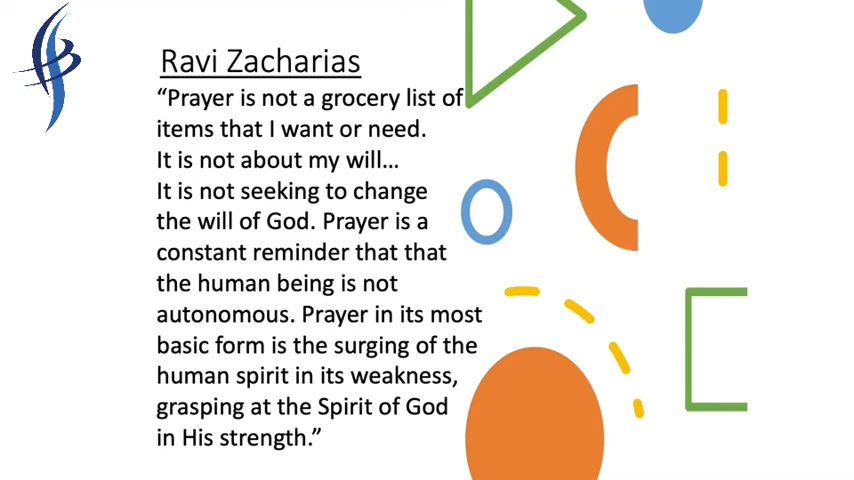 Ravi Zacharias
“Prayer is not a grocery list of
items that I want or need.
It is not about my will…
It is not seeking to change
the will of God. Prayer is a
constant reminder that that
the human being is not
autonomous. Prayer in its most
basic form is the surging of the
human spirit in its weakness,
grasping at the Spirit of God
in His strength.”